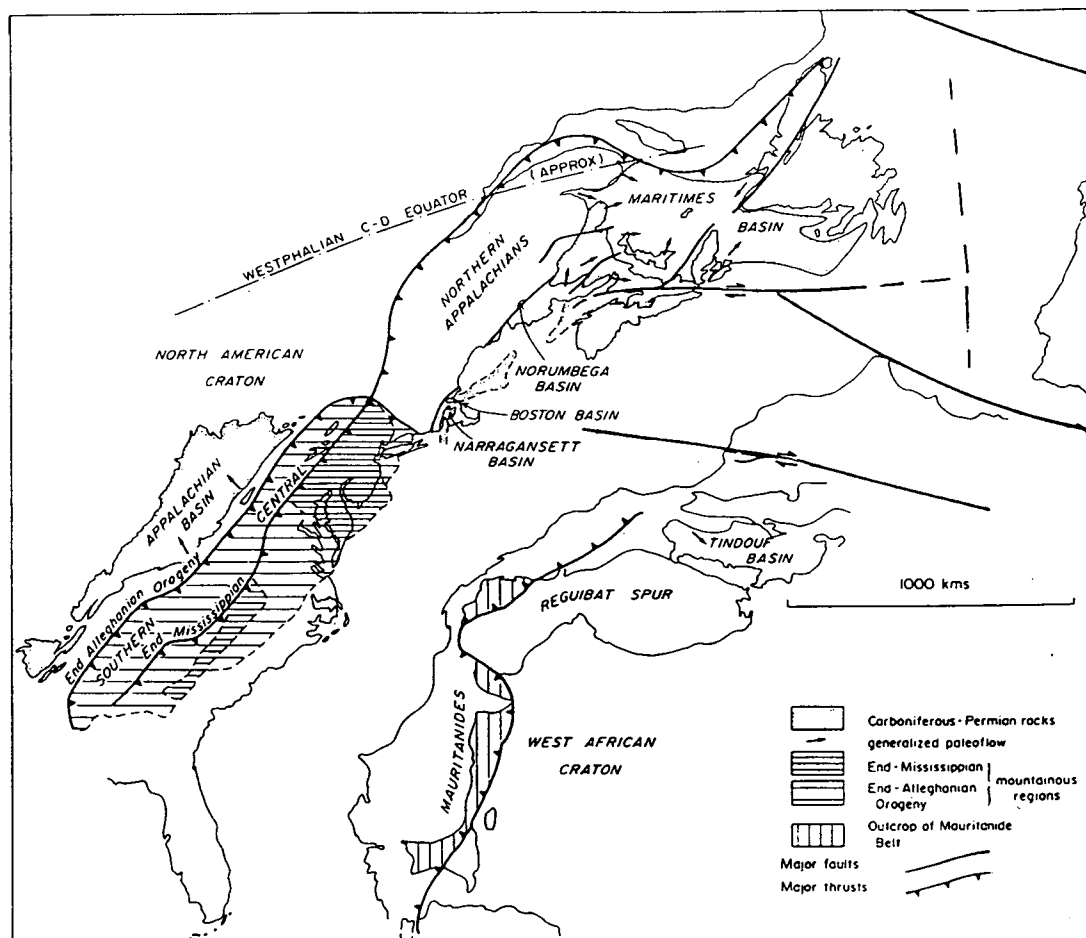 WESTPHALIAN C-D EQUATOR (APPROX)
MARITIMES
BASIN
NORTHERN
APPALACHIANS
NORTH AMERICAN
CRATON
NORUMBEGA
BASIN
BOSTON BASIN
NARRAGANSETT
BASIN
APPALACHIAN
BASIN
CENTRAL
SOUTHERN
End Alleghanian Orogeny
End-Mississippian
TINDOUF
BASIN
REGUIBAT SPUR
1000 kms
MAURITANIDES
WEST AFRICAN
CRATON
Carboniferous-Permian rocks
generalized paleoflow
End-Mississippian
End-Alleghanian
Orogeny
mountainous
regions
Outcrop of Mauritanide
Belt
Major faults
Major thrusts